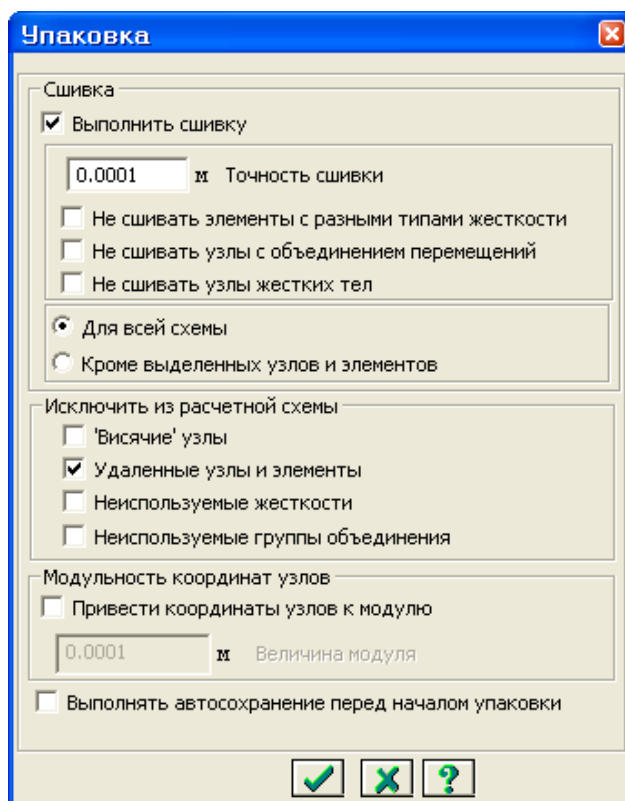 Упаковка
Сшивка
Выполнить сшивку
0.0001 м Точность сшивки
Не сшивать элементы с разными типами жесткости
Не сшивать узлы с объединением перемещений
Не сшивать узлы жестких тел
Для всей схемы
Кроме выделенных узлов и элементов
Исключить из расчетной схемы
'Висячие' узлы
Удаленные узлы и элементы
Неиспользуемые жесткости
Неиспользуемые группы объединения
Модульность координат узлов
Привести координаты узлов к модулю
0.0001 м Величина модуля
Выполнять автосохранение перед началом упаковки
?